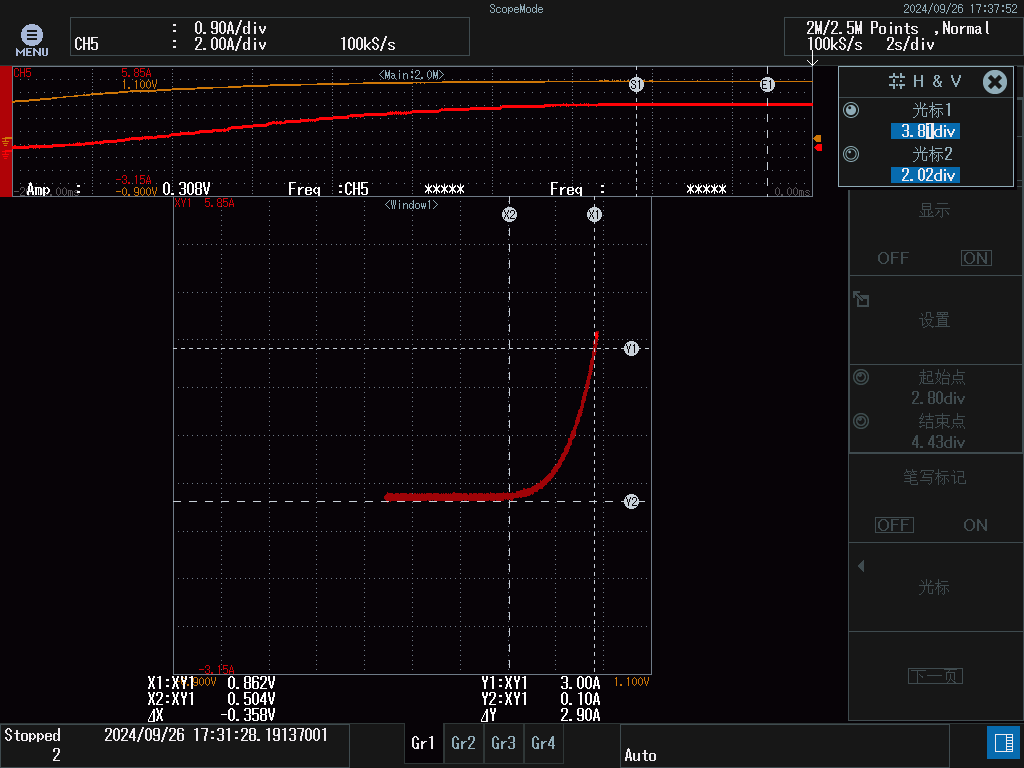 ScopeMode
2024/09/26 17:37:52
MENU
: 0.90A/div
CH5 : 2.00A/div 100kS/s
2M/2.5M Points ,Normal
100kS/s 2s/div
CH5 5.85A
1.100V
<Main:2.0M>
S1 E1
H & V
光标1
3.80div
光标2
2.02div
-3.15A
Amp : -0.900V 0.308V Freq :CH5 ***** Freq : *****
0.00ms
XY1 5.85A
<Window1>
X2 X1
显示
OFF ON
设置
Y1
起始点
2.80div
结束点
4.43div
笔写标记
Y2
OFF ON
光标
-3.15A
下一页
X1:XY1 0.862V Y1:XY1 3.00A 1.100V
X2:XY1 0.504V Y2:XY1 0.10A
ΔX -0.358V ΔY 2.90A
Stopped 2024/09/26 17:31:28.19137001
2
Gr1 Gr2 Gr3 Gr4
Auto